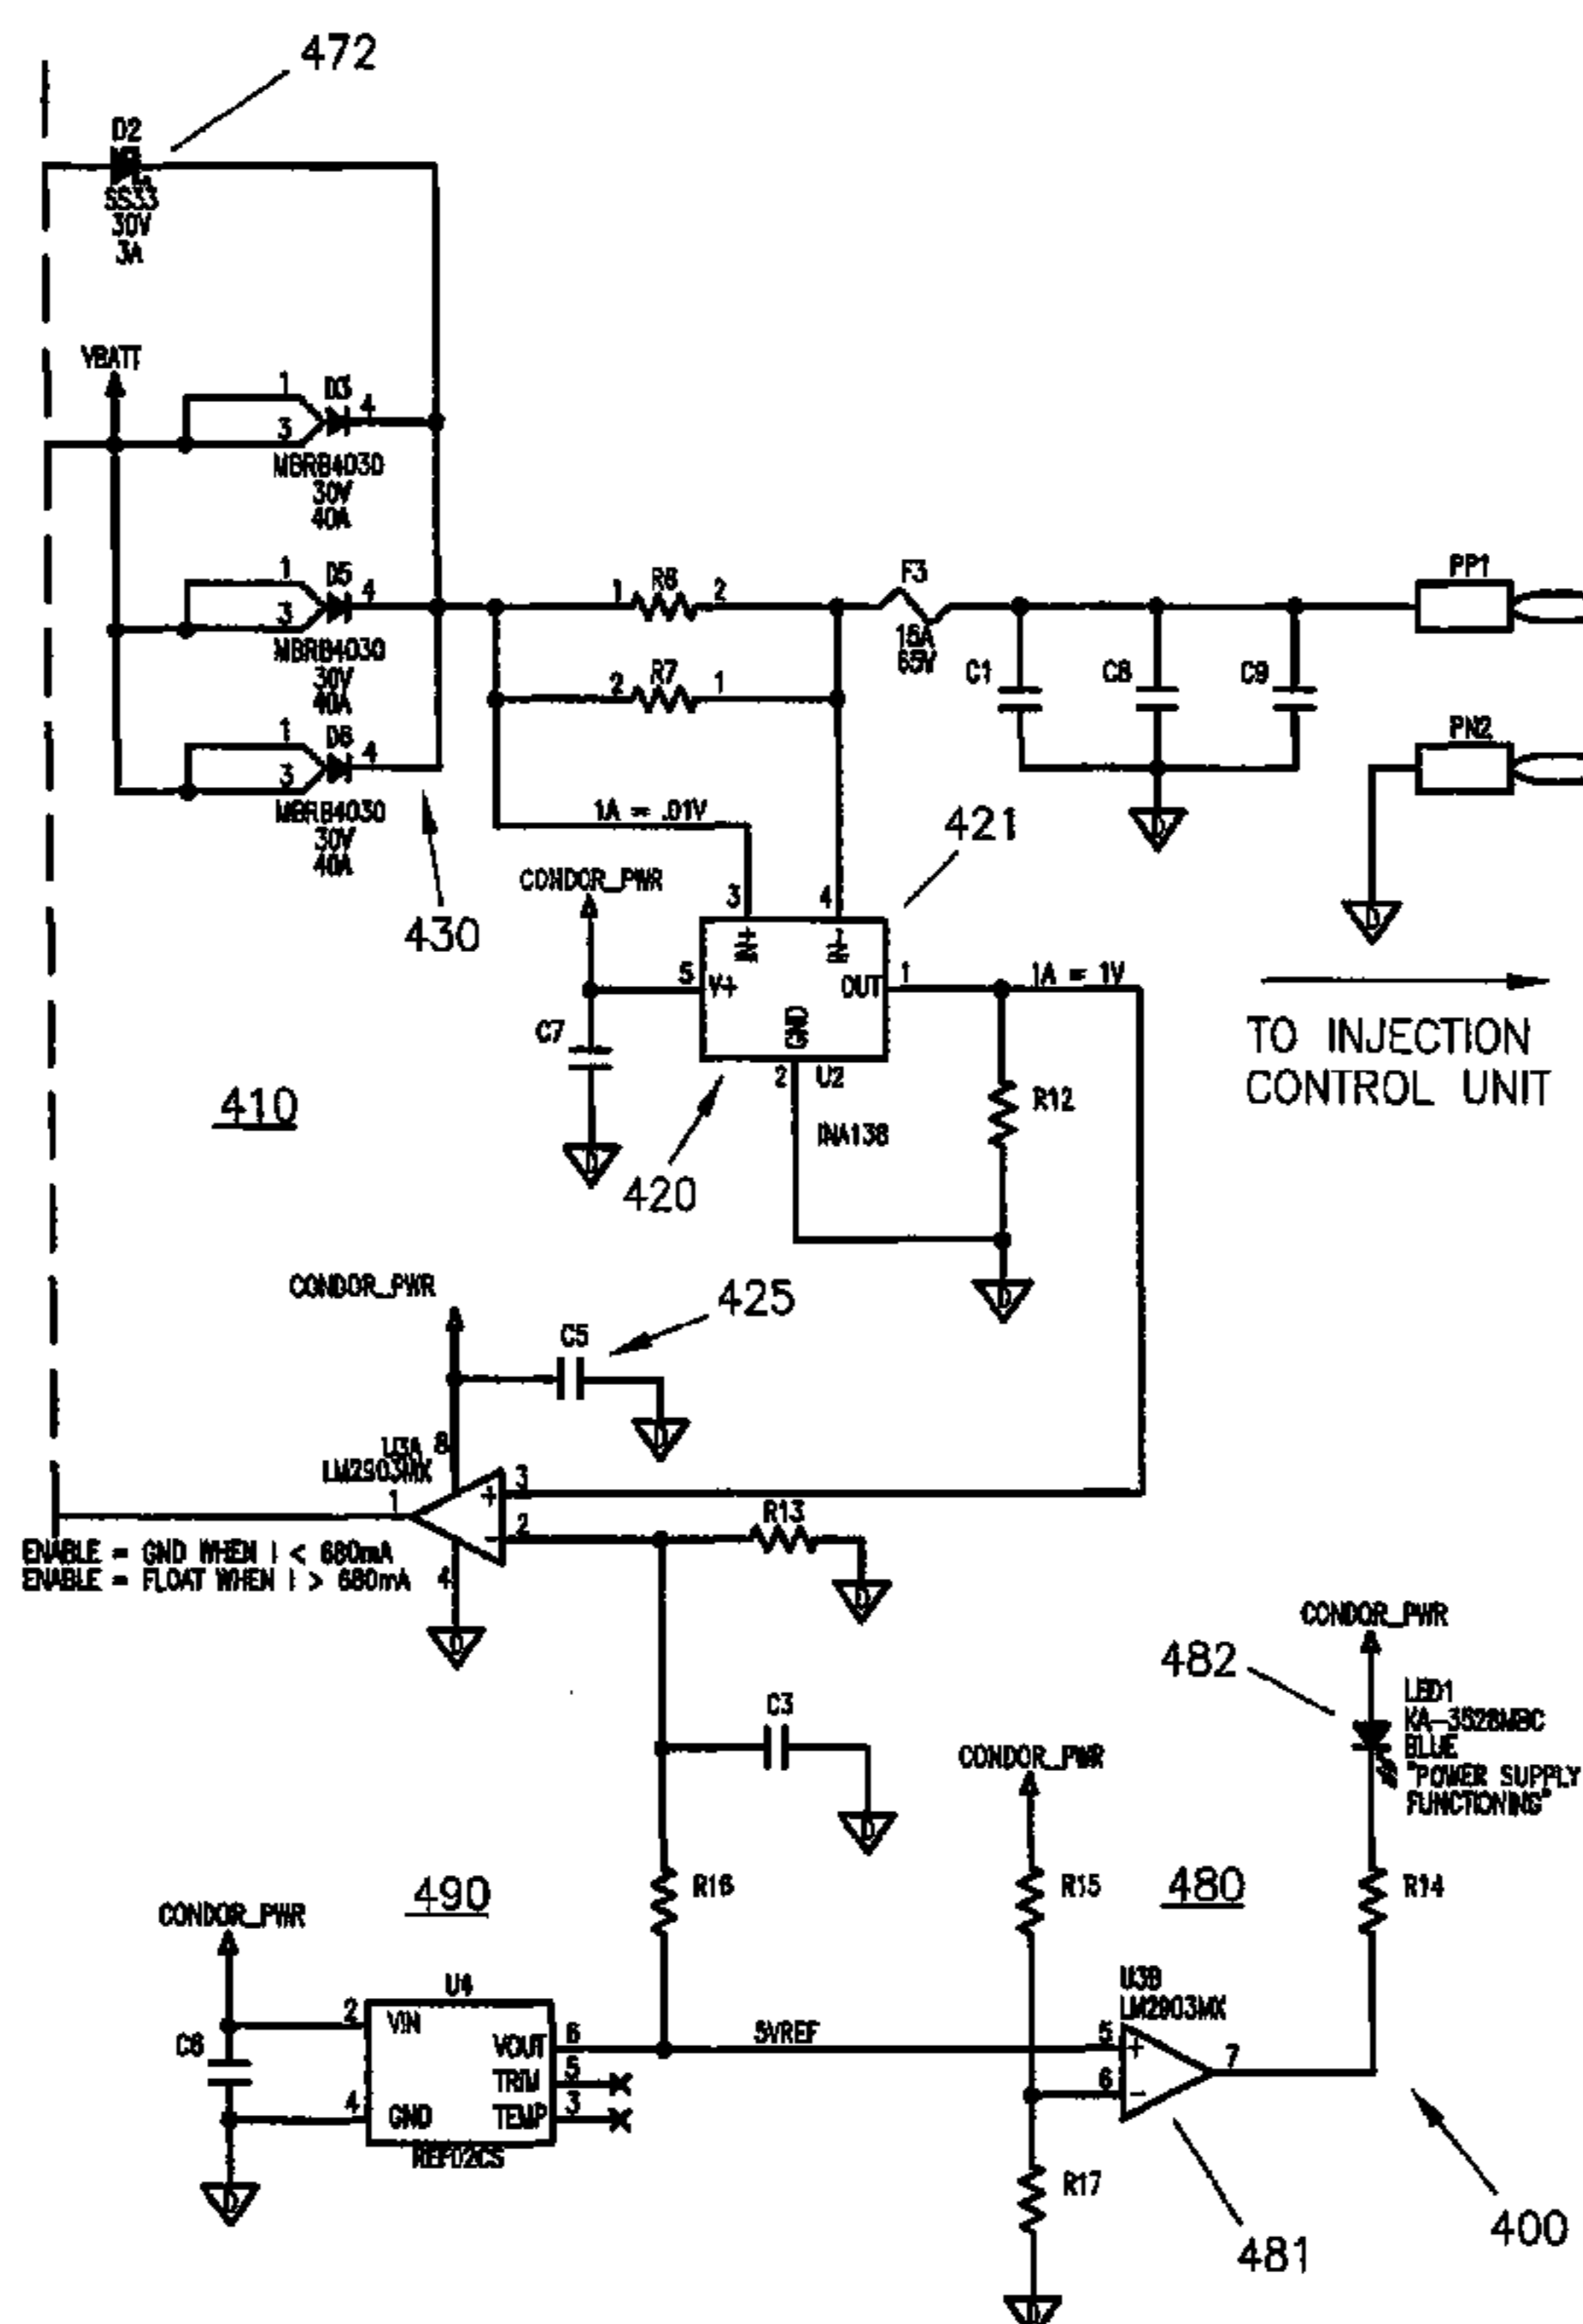 472
D2
SS33
30V
3A
VBATT
1
D3
4
3
MBRB4030
30V
40A
1
D5
4
3
MBRB4030
30V
40A
1
D6
4
3
MBRB4030
30V
40A
430
1
R6
2
2
R7
1
1A = .01V
F3
15A
65V
C1
C8
C9
PP1
PN2
D
D
421
CONDOR_PWR
3
4
IN+
IN-
5
V+
OUT
1
1A = 1V
GND
C7
2
U2
INA138
R12
D
D
410
420
TO INJECTION
CONTROL UNIT
CONDOR_PWR
425
C5
D
U3A
8
LM2903MX
1
3
+
2
-
R13
D
ENABLE = GND WHEN I < 680mA
ENABLE = FLOAT WHEN I > 680mA
4
D
C3
D
CONDOR_PWR
482
LED1
KA-3528MBC
BLUE
"POWER SUPPLY
FUNCTIONING"
CONDOR_PWR
R16
490
R15
480
R14
CONDOR_PWR
U4
2
VIN
C6
VOUT
6
5VREF
TRIM
5
4
GND
TEMP
3
REF02CS
D
U3B
LM2903MX
5
+
6
-
7
R17
D
481
400